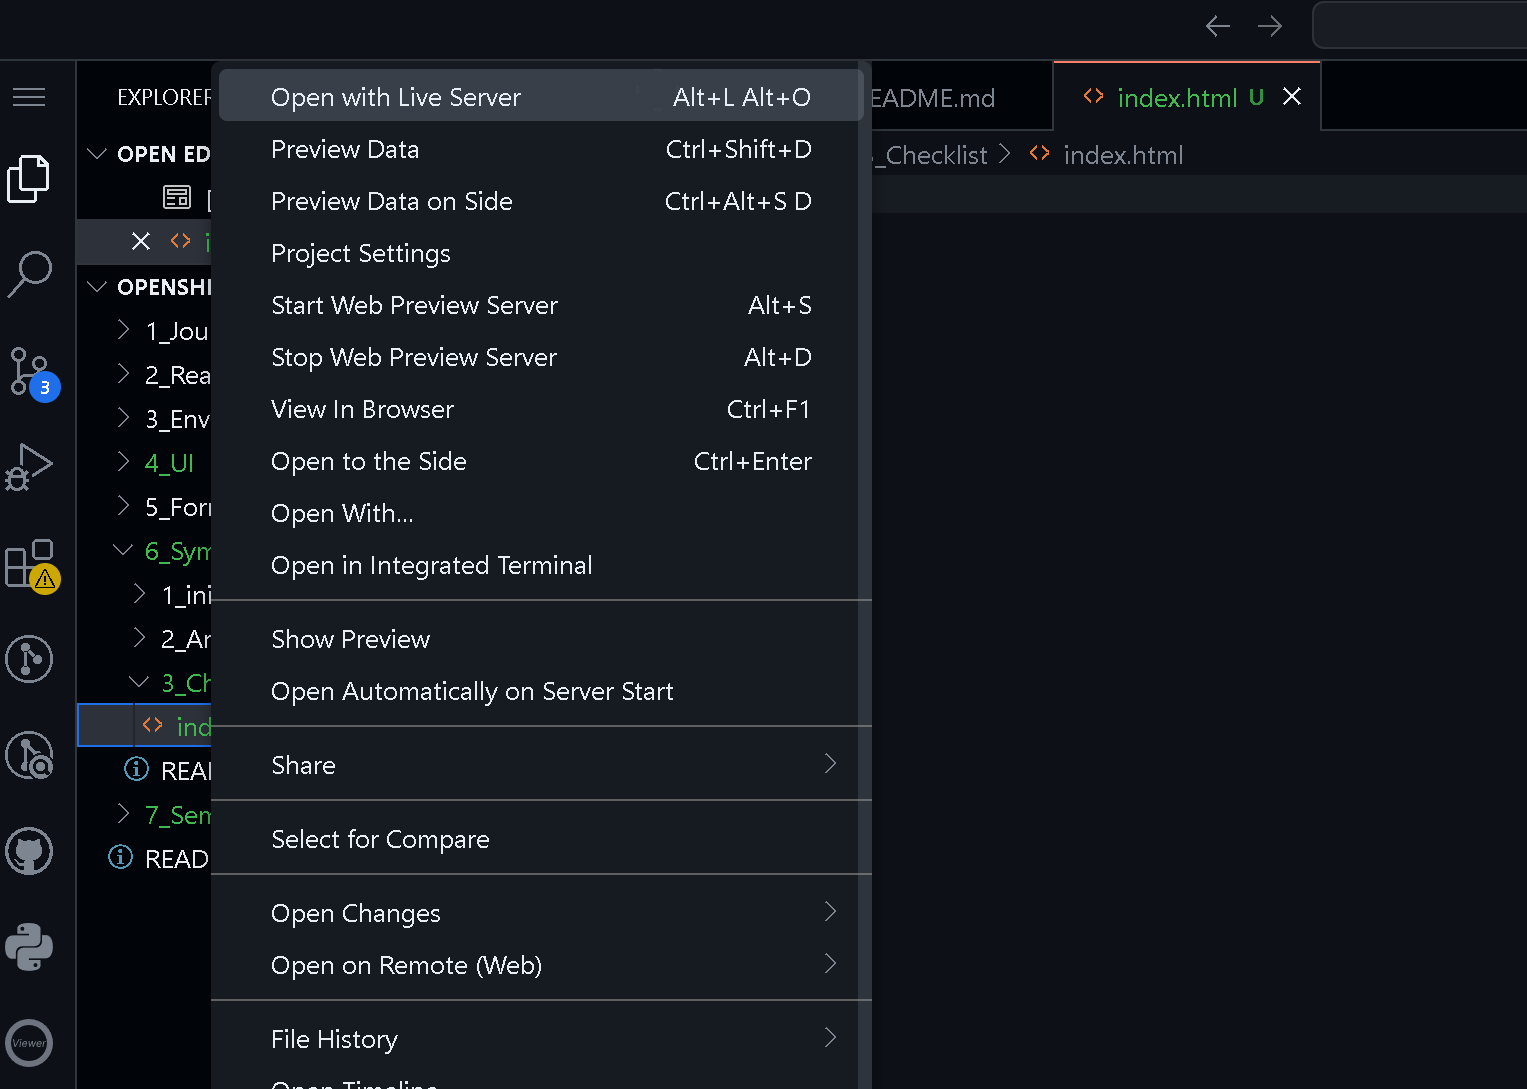 EXPLORER
OPEN ED
OPENSHI
1_Jou
2_Rea
3_Env
4_UI
5_For
6_Sym
1_ini
2_Ar
3_Ch
ind
READ
7_Sem
READ
3
Viewer
Open with Live Server Alt+L Alt+O
Preview Data Ctrl+Shift+D
Preview Data on Side Ctrl+Alt+S D
Project Settings
Start Web Preview Server Alt+S
Stop Web Preview Server Alt+D
View In Browser Ctrl+F1
Open to the Side Ctrl+Enter
Open With...
Open in Integrated Terminal
Show Preview
Open Automatically on Server Start
Share
Select for Compare
Open Changes
Open on Remote (Web)
File History
Open Timeline
EADME.md
index.html U
_Checklist > index.html